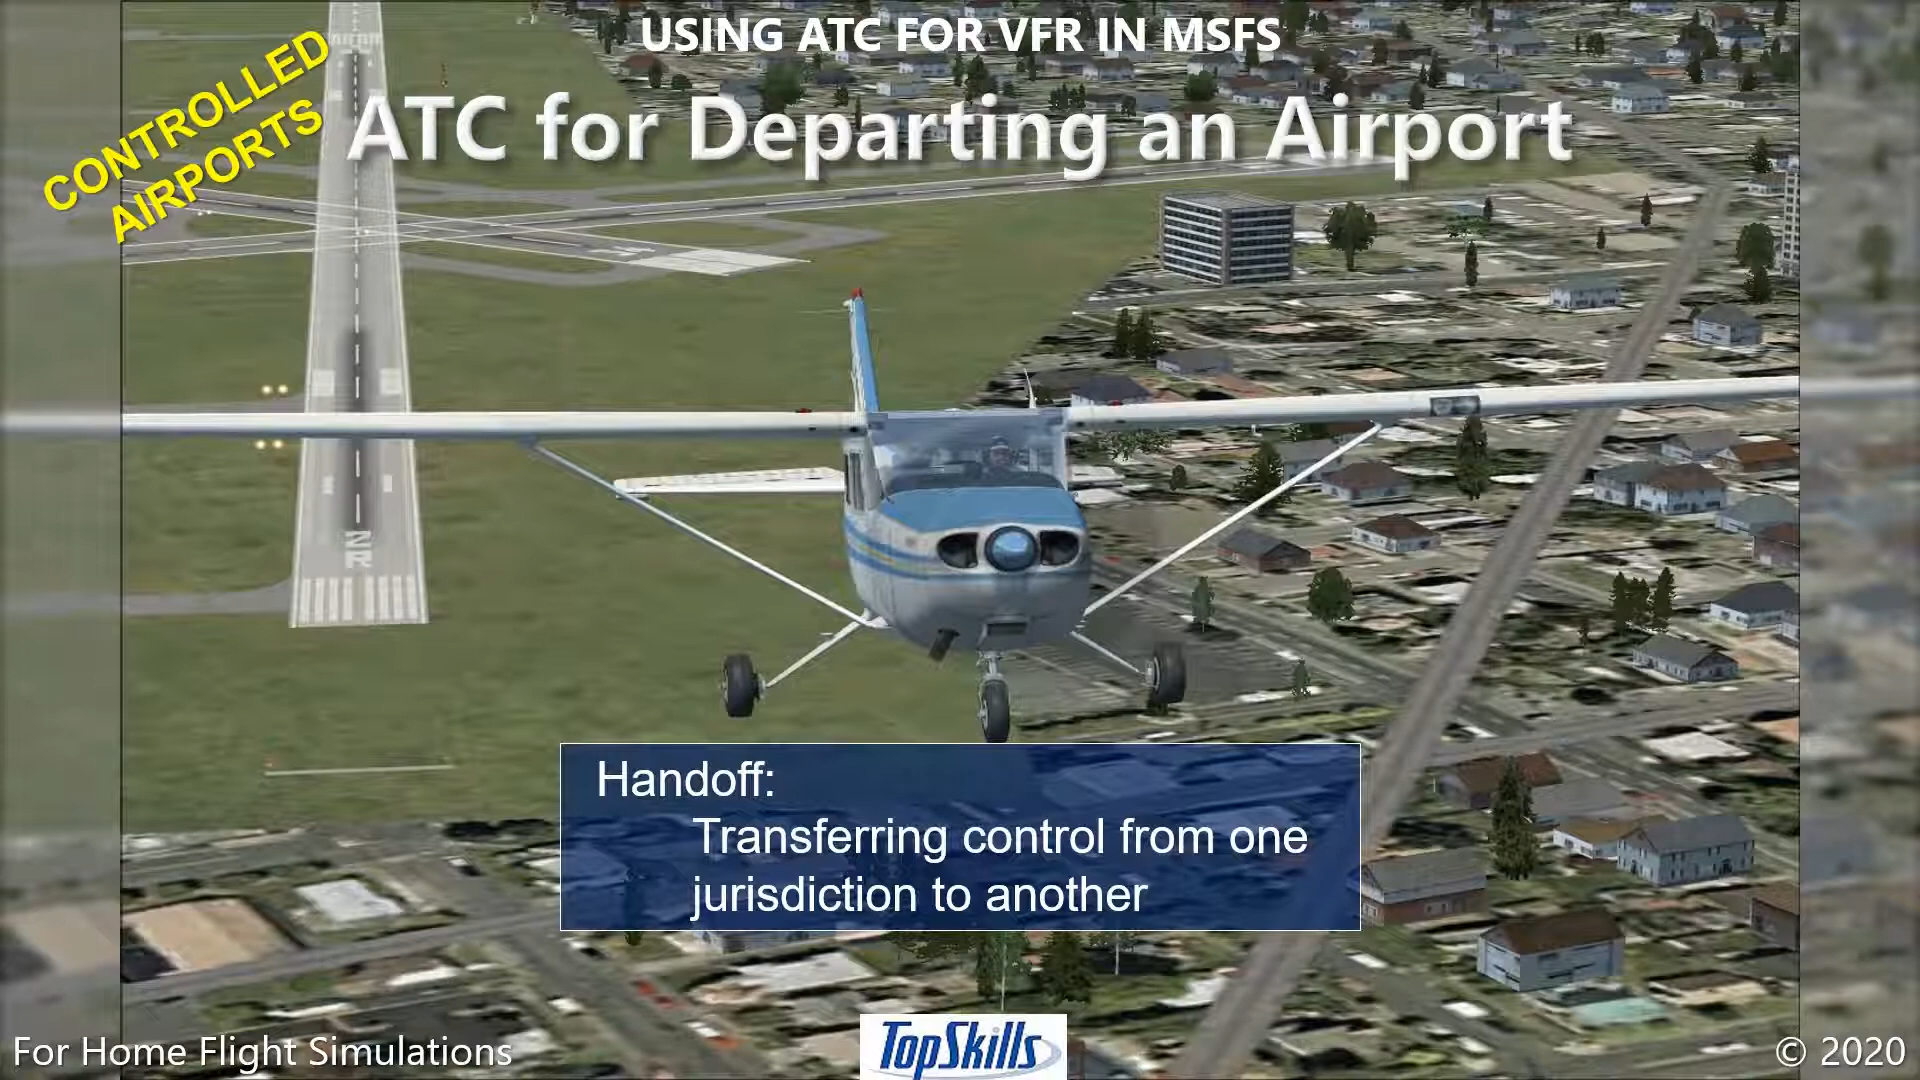 USING ATC FOR VFR IN MSFS
CONTROLLED
AIRPORTS
ATC for Departing an Airport
2R
Handoff:
Transferring control from one
jurisdiction to another
For Home Flight Simulations
TopSkills
© 2020